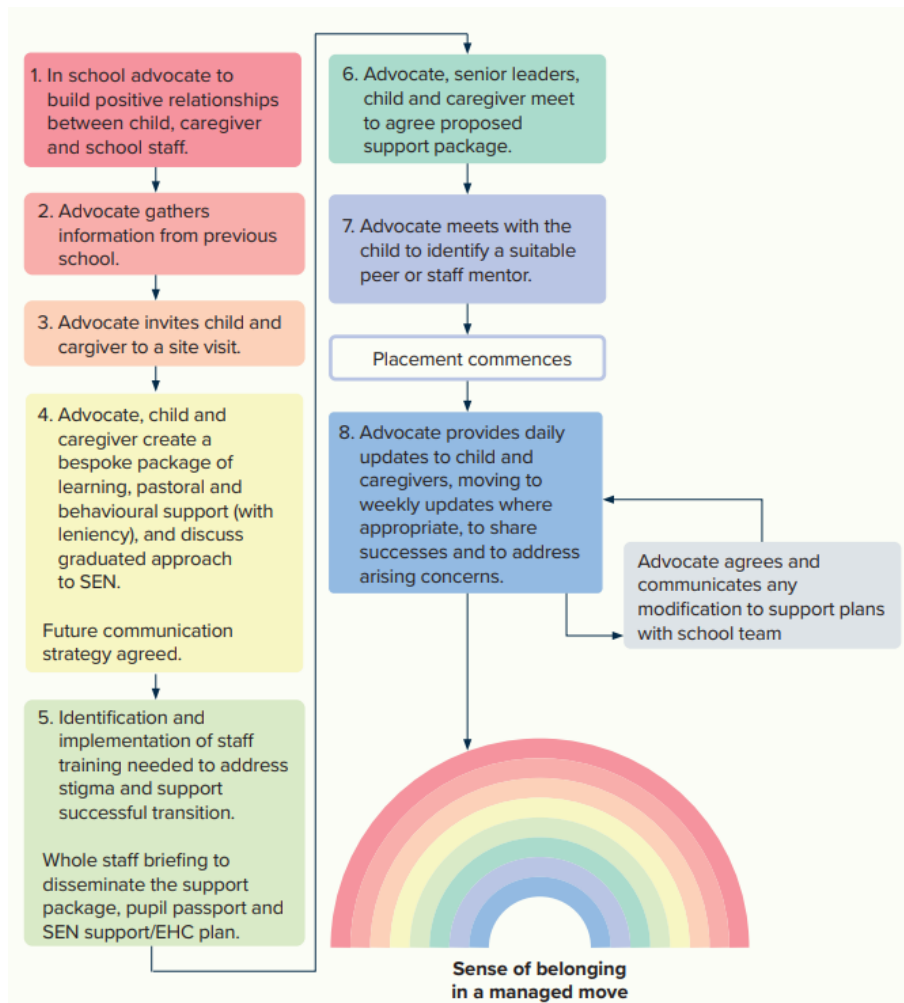 1. In school advocate to
build positive relationships
between child, caregiver
and school staff.
2. Advocate gathers
information from previous
school.
3. Advocate invites child and
cargiver to a site visit.
4. Advocate, child and
caregiver create a
bespoke package of
learning, pastoral and
behavioural support (with
leniency), and discuss
graduated approach
to SEN.
Future communication
strategy agreed.
5. Identification and
implementation of staff
training needed to address
stigma and support
successful transition.
Whole staff briefing to
disseminate the support
package, pupil passport and
SEN support/EHC plan.
6. Advocate, senior leaders,
child and caregiver meet
to agree proposed
support package.
7. Advocate meets with the
child to identify a suitable
peer or staff mentor.
Placement commences
8. Advocate provides daily
updates to child and
caregivers, moving to
weekly updates where
appropriate, to share
successes and to address
arising concerns.
Advocate agrees and
communicates any
modification to support plans
with school team
Sense of belonging
in a managed move